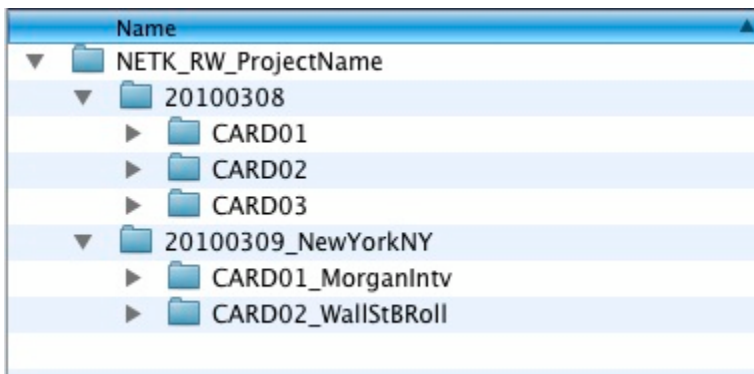 Name
NETK_RW_ProjectName
20100308
CARD01
CARD02
CARD03
20100309_NewYorkNY
CARD01_MorganIntv
CARD02_WallStBRoll